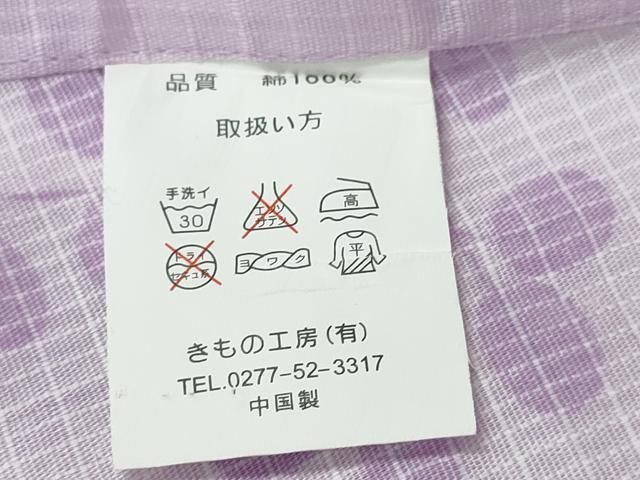 品質 綿100%
取扱い方
手洗イ
30
エンソ
サラシ
高
ドライ
セキユ系
ヨワク
平
きもの工房(有)
TEL.0277-52-3317
中国製